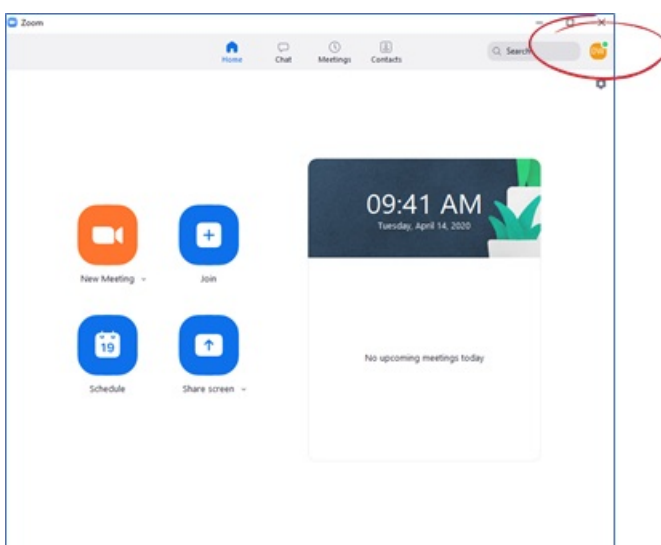 Zoom
Home Chat Meetings Contacts
Search
09:41 AM
Tuesday, April 14, 2020
New Meeting Join
19
Schedule Share screen
No upcoming meetings today